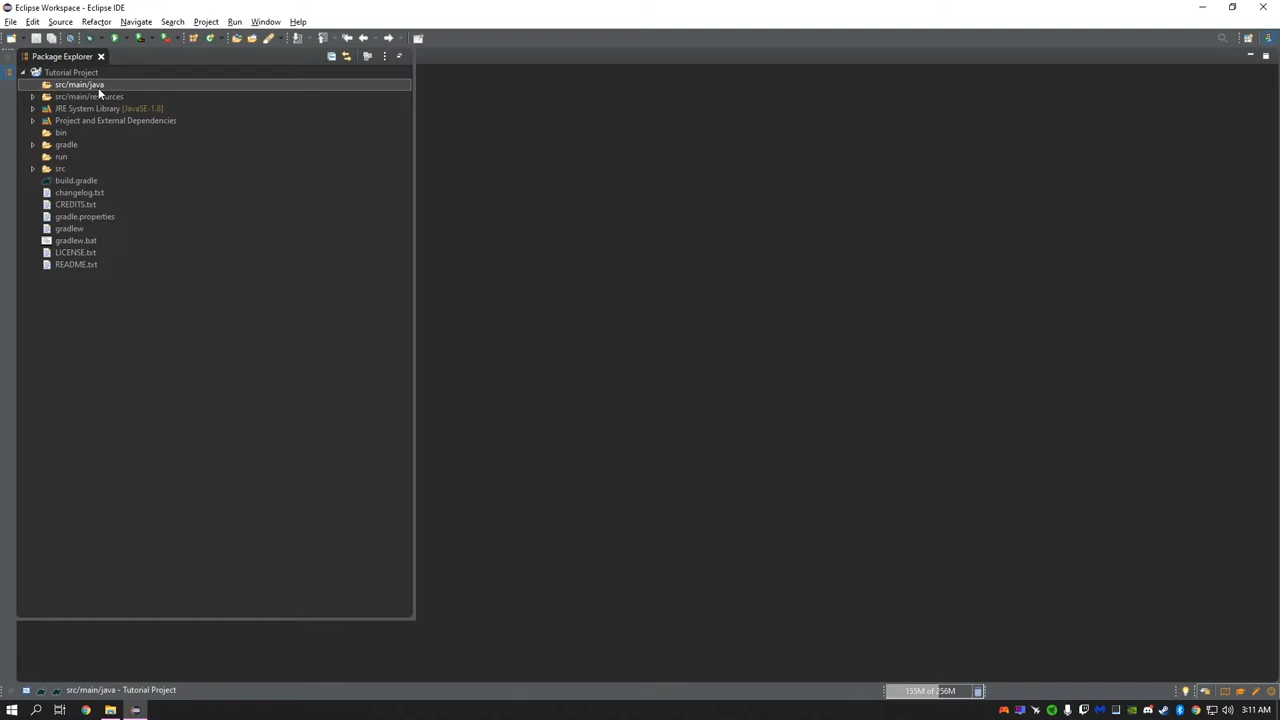 Eclipse Workspace - Eclipse IDE
File Edit Source Refactor Navigate Search Project Run Window Help
Package Explorer
Tutorial Project
src/main/java
src/main/resources
JRE System Library [JavaSE-1.8]
Project and External Dependencies
bin
gradle
run
src
build.gradle
changelog.txt
CREDITS.txt
gradle.properties
gradlew
gradlew.bat
LICENSE.txt
README.txt
src/main/java - Tutorial Project
155M of 256M
3:11 AM